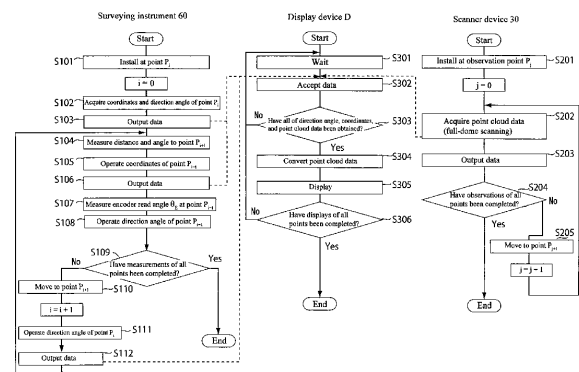 Surveying instrument 60
Start
S101
Install at point Pi
i = 0
S102
Acquire coordinates and direction angle of point Pi
S103
Output data
S104
Measure distance and angle to point Pi+1
S105
Operate coordinates of point Pi+1
S106
Output data
S107
Measure encoder read angle θ0 at point Pi+1
S108
Operate direction angle of point Pi+1
S109
Have measurements of all
points been completed?
No
Yes
Move to point Pi+1
S110
i = i + 1
S111
Operate direction angle of point Pi
S112
Output data
End
Display device D
Start
S301
Wait
S302
Accept data
No
Have all of direction angle, coordinates,
and point cloud data been obtained?
S303
Yes
Convert point cloud data
S304
Display
S305
No
Have displays of all
points been completed?
S306
Yes
End
Scanner device 30
Start
S201
Install at observation point Pj
j = 0
S202
Acquire point cloud data
(full-dome scanning)
S203
Output data
S204
Have observations of all
points been completed?
No
Yes
S205
Move to point Pj+1
j = j - 1
End